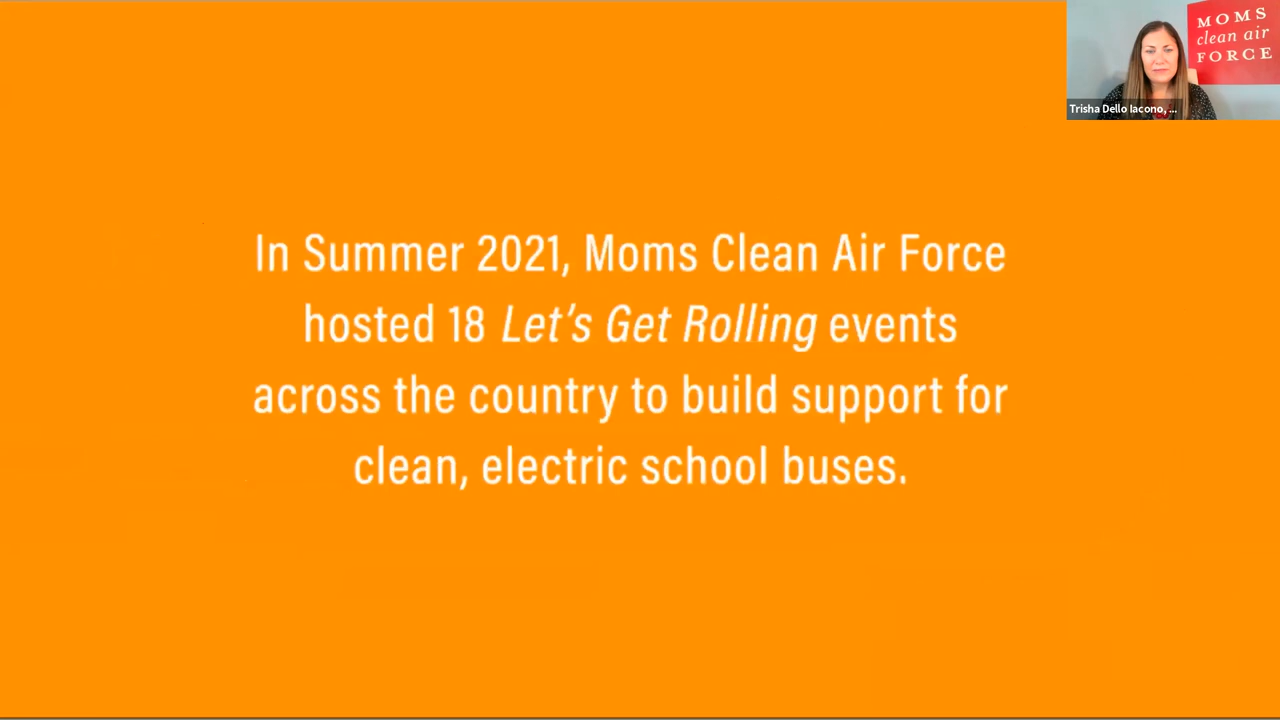 MOMS
clean air
FORCE
Trisha Dello Iacono, ...
In Summer 2021, Moms Clean Air Force
hosted 18 Let's Get Rolling events
across the country to build support for
clean, electric school buses.